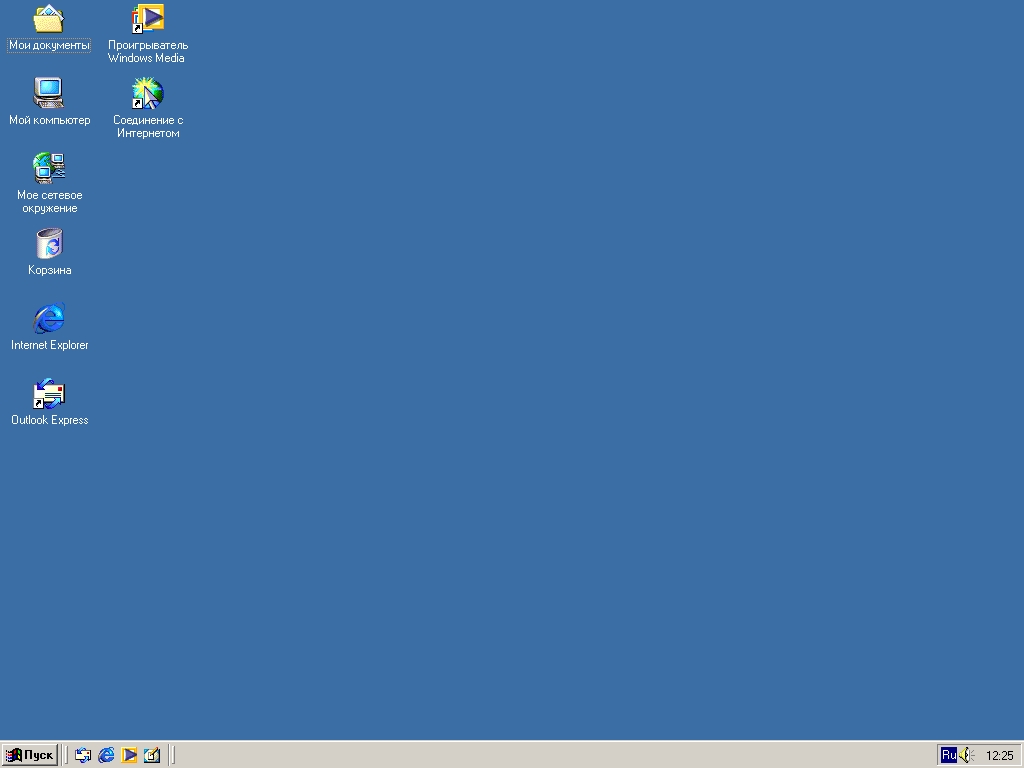 Мои документы
Проигрыватель
Windows Media
Мой компьютер
Соединение с
Интернетом
Мое сетевое
окружение
Корзина
Internet Explorer
Outlook Express
Пуск
Ru
12:25